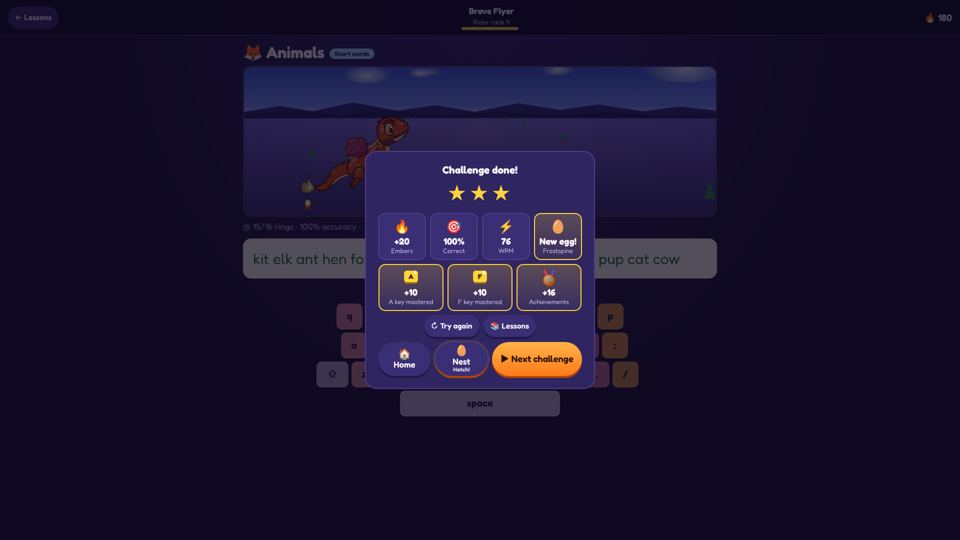 ← Lessons
Brave Flyer
Rider rank 9
180
Animals
Short words
Challenge done!
+20
Embers
100%
Correct
76
WPM
New egg!
Frostspine
15/16 rings · 100% accuracy
kit elk ant hen
pup cat cow
A
+10
A key mastered
F
+10
F key mastered
+16
Achievements
Try again
Lessons
Home
Nest
Hatch!
Next challenge
q
p
a
;
/
space